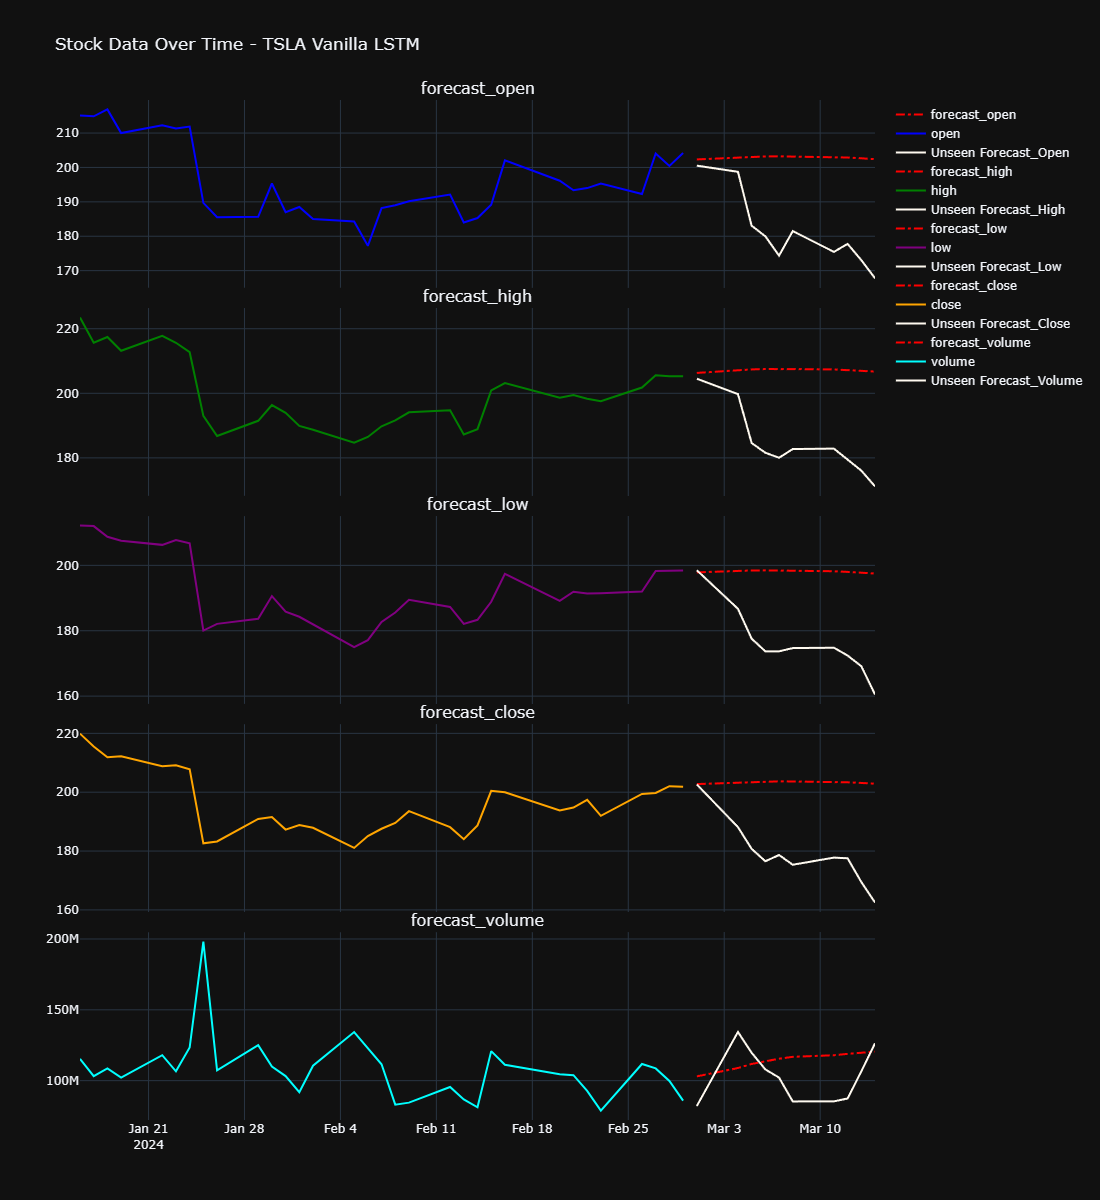 Stock Data Over Time - TSLA Vanilla LSTM
forecast_open
210
200
190
180
170
forecast_high
220
200
180
forecast_low
200
180
160
forecast_close
220
200
180
160
forecast_volume
200M
150M
100M
Jan 21
2024
Jan 28
Feb 4
Feb 11
Feb 18
Feb 25
Mar 3
Mar 10
forecast_open
open
Unseen Forecast_Open
forecast_high
high
Unseen Forecast_High
forecast_low
low
Unseen Forecast_Low
forecast_close
close
Unseen Forecast_Close
forecast_volume
volume
Unseen Forecast_Volume